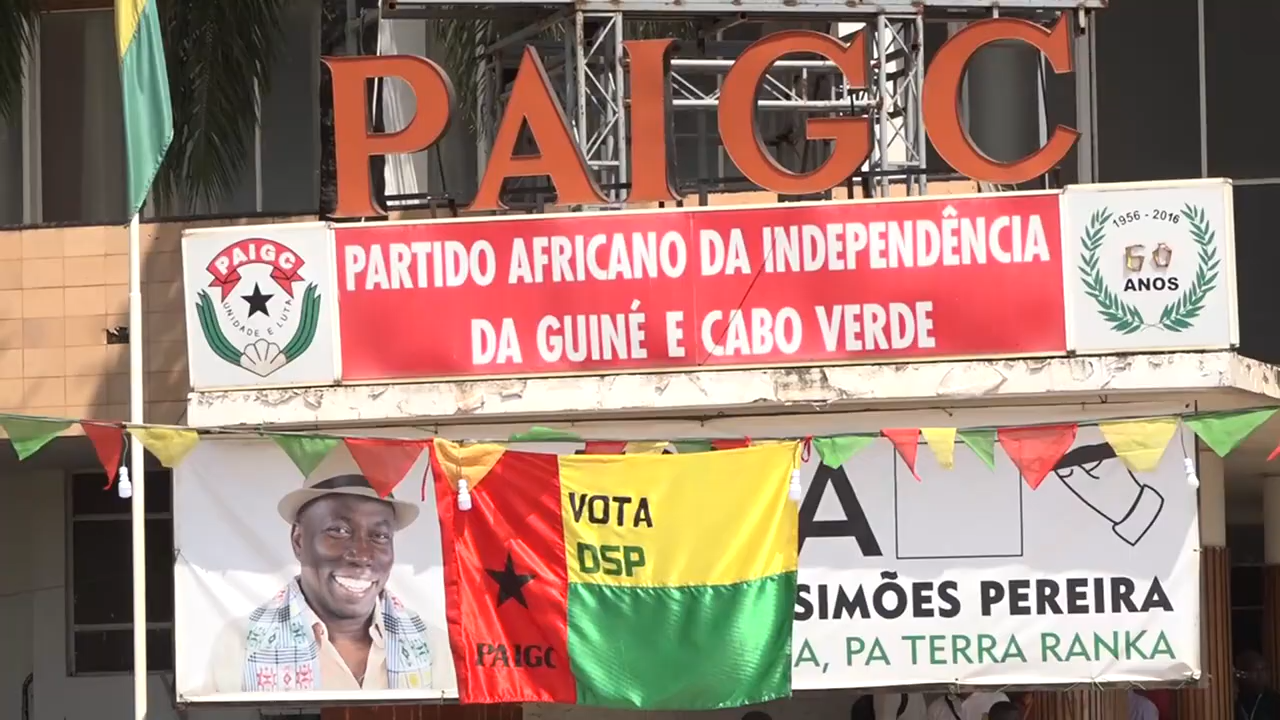 PAIGC
PAIGC
UNIDADE E LUTA
PARTIDO AFRICANO DA INDEPENDÊNCIA
DA GUINÉ E CABO VERDE
1956 - 2016
60
ANOS
VOTA
DSP
PAIGC
A
SIMÕES PEREIRA
A, PA TERRA RANKA